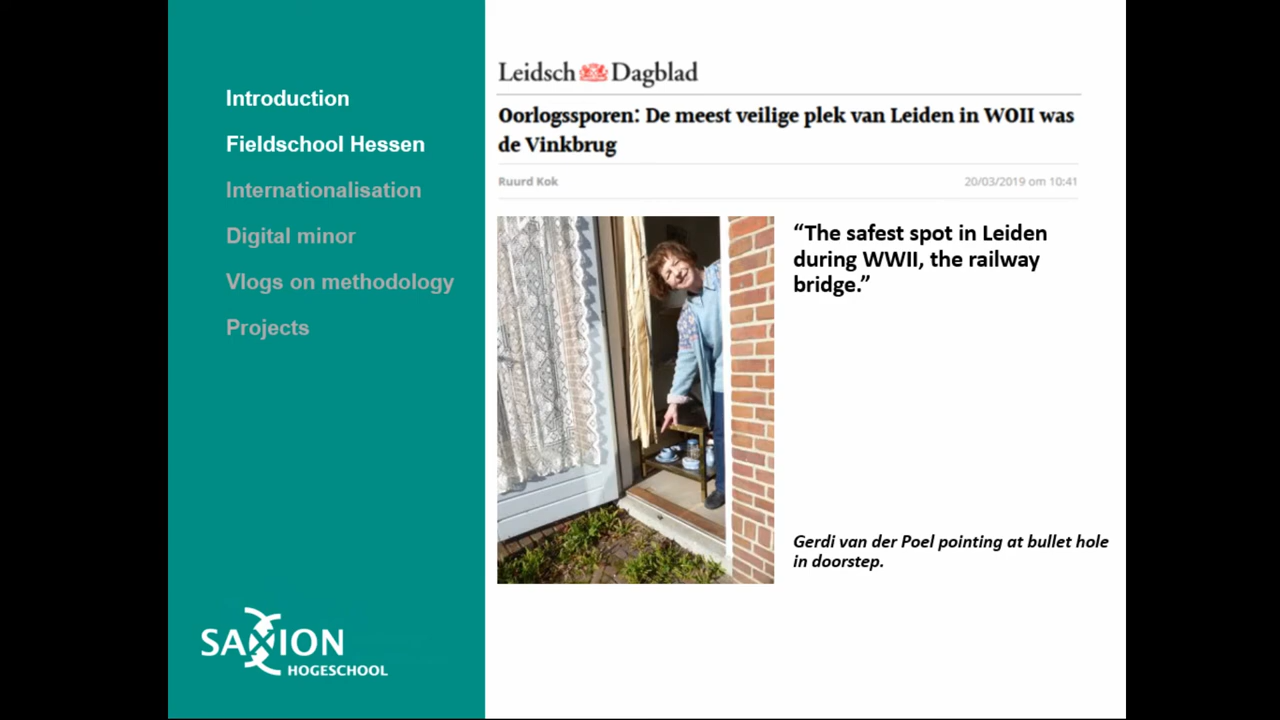 Introduction
Fieldschool Hessen
Internationalisation
Digital minor
Vlogs on methodology
Projects
SAXION
HOGESCHOOL
Leidsch Dagblad
Oorlogssporen: De meest veilige plek van Leiden in WOII was
de Vinkbrug
Ruurd Kok 20/03/2019 om 10:41
“The safest spot in Leiden
during WWII, the railway
bridge.”
Gerdi van der Poel pointing at bullet hole
in doorstep.